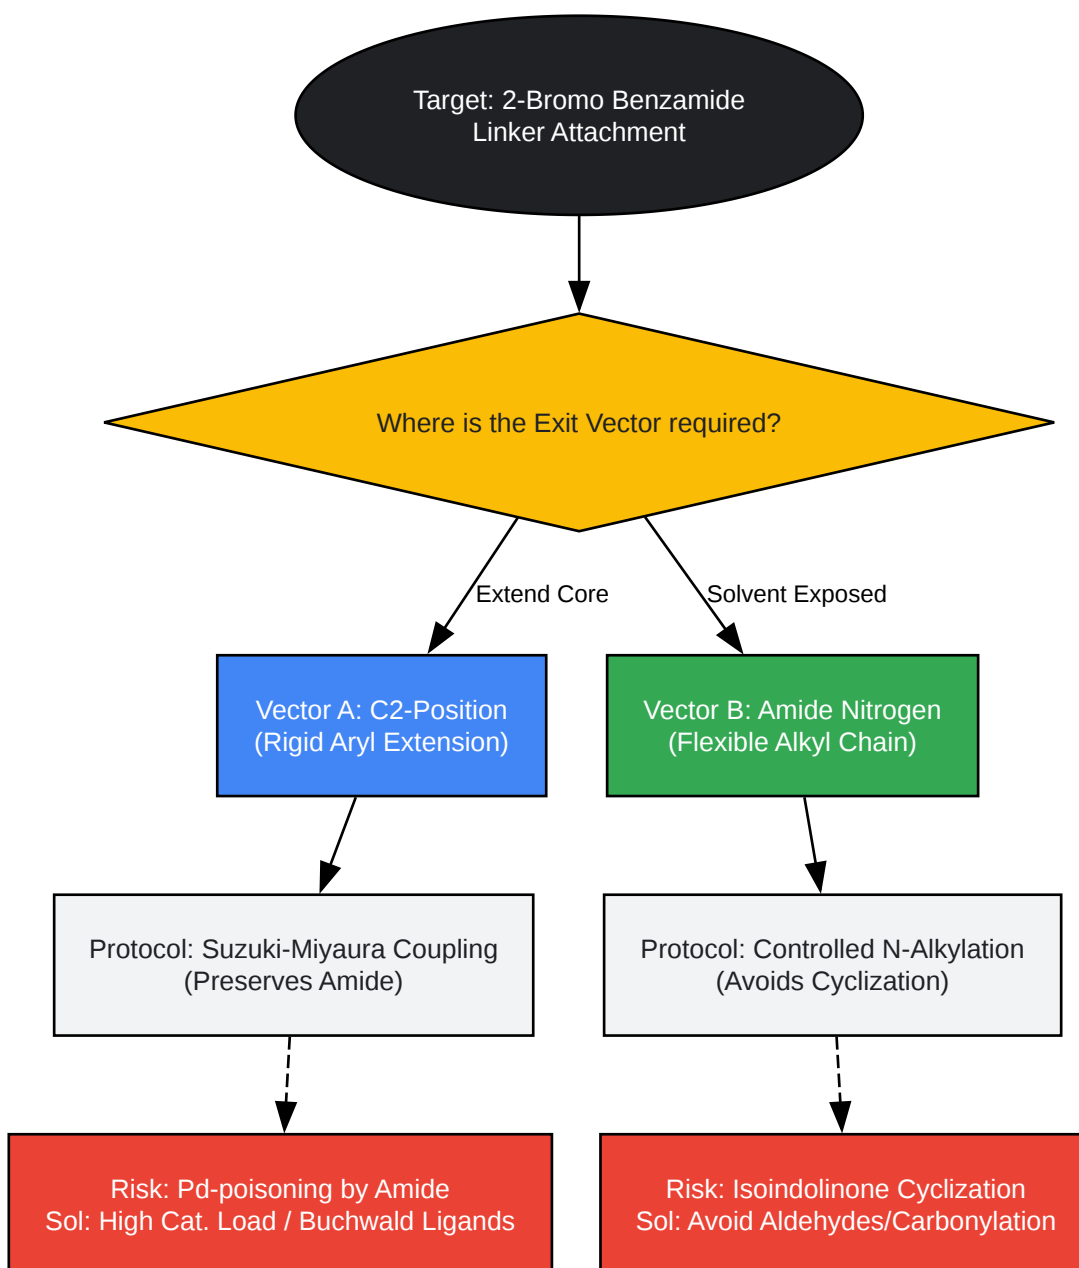 Target: 2-Bromo Benzamide
Linker Attachment
Where is the Exit Vector required?
Extend Core
Solvent Exposed
Vector A: C2-Position
(Rigid Aryl Extension)
Vector B: Amide Nitrogen
(Flexible Alkyl Chain)
Protocol: Suzuki-Miyaura Coupling
(Preserves Amide)
Protocol: Controlled N-Alkylation
(Avoids Cyclization)
Risk: Pd-poisoning by Amide
Sol: High Cat. Load / Buchwald Ligands
Risk: Isoindolinone Cyclization
Sol: Avoid Aldehydes/Carbonylation